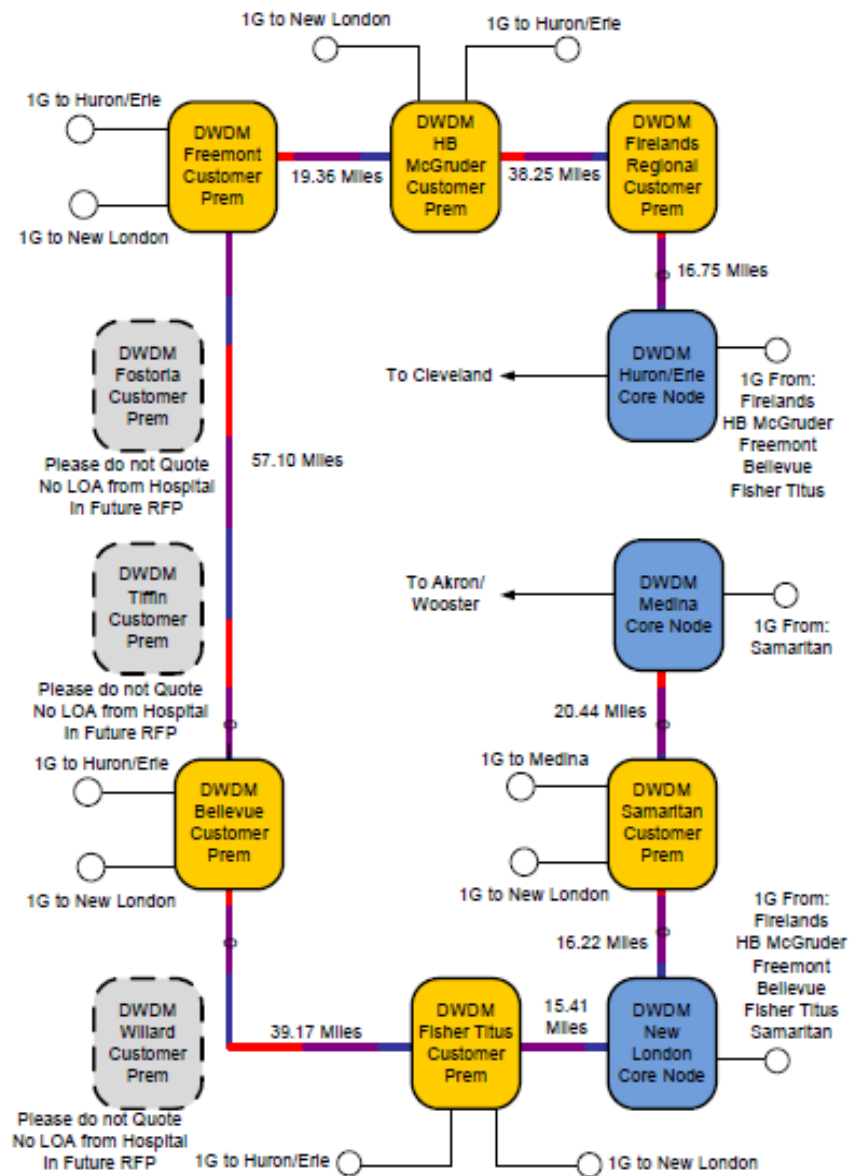 1G to New London
1G to Huron/Erie
1G to Huron/Erie
DWDM
Freemont
Customer
Prem
19.36 Miles
DWDM
HB
McGruder
Customer
Prem
38.25 Miles
DWDM
Firelands
Regional
Customer
Prem
1G to New London
16.75 Miles
DWDM
Fostoria
Customer
Prem
Please do not Quote
No LOA from Hospital
In Future RFP
57.10 Miles
To Cleveland
DWDM
Huron/Erie
Core Node
1G From:
Firelands
HB McGruder
Freemont
Bellevue
Fisher Titus
DWDM
Tiffin
Customer
Prem
Please do not Quote
No LOA from Hospital
In Future RFP
To Akron/
Wooster
DWDM
Medina
Core Node
1G From:
Samaritan
20.44 Miles
1G to Huron/Erie
DWDM
Bellevue
Customer
Prem
1G to New London
1G to Medina
DWDM
Samaritan
Customer
Prem
1G to New London
16.22 Miles
1G From:
Firelands
HB McGruder
Freemont
Bellevue
Fisher Titus
Samaritan
DWDM
Willard
Customer
Prem
Please do not Quote
No LOA from Hospital
In Future RFP
39.17 Miles
DWDM
Fisher Titus
Customer
Prem
15.41
Miles
DWDM
New
London
Core Node
1G to Huron/Erie
1G to New London